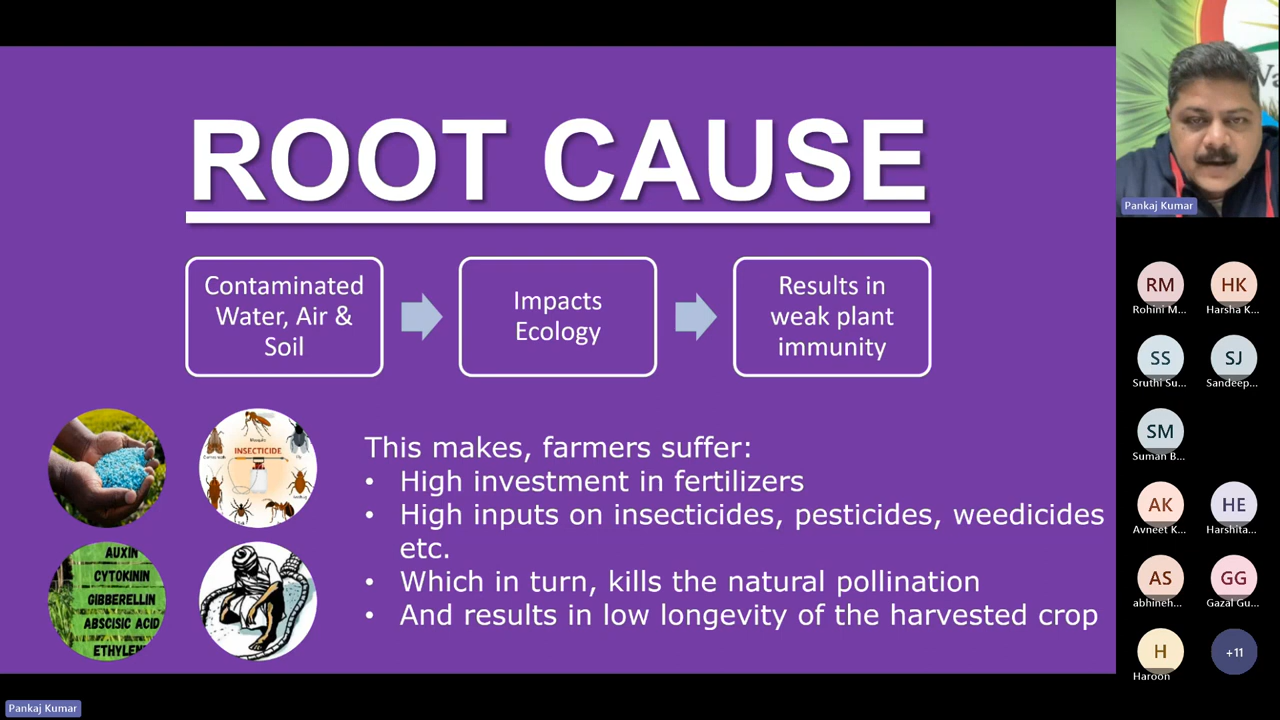 ROOT CAUSE
Contaminated
Water, Air &
Soil
Impacts
Ecology
Results in
weak plant
immunity
This makes, farmers suffer:
• High investment in fertilizers
• High inputs on insecticides, pesticides, weedicides
etc.
• Which in turn, kills the natural pollination
• And results in low longevity of the harvested crop
INSECTICIDE
AUXIN
CYTOKININ
GIBBERELLIN
ABSCISIC ACID
ETHYLEN
Pankaj Kumar
Pankaj Kumar
RM
Rohini M...
HK
Harsha K...
SS
Sruthi Su...
SJ
Sandeep...
SM
Suman B...
AK
Avneet K...
HE
Harshita...
AS
abhineh...
GG
Gazal Gu...
H
Haroon
+11